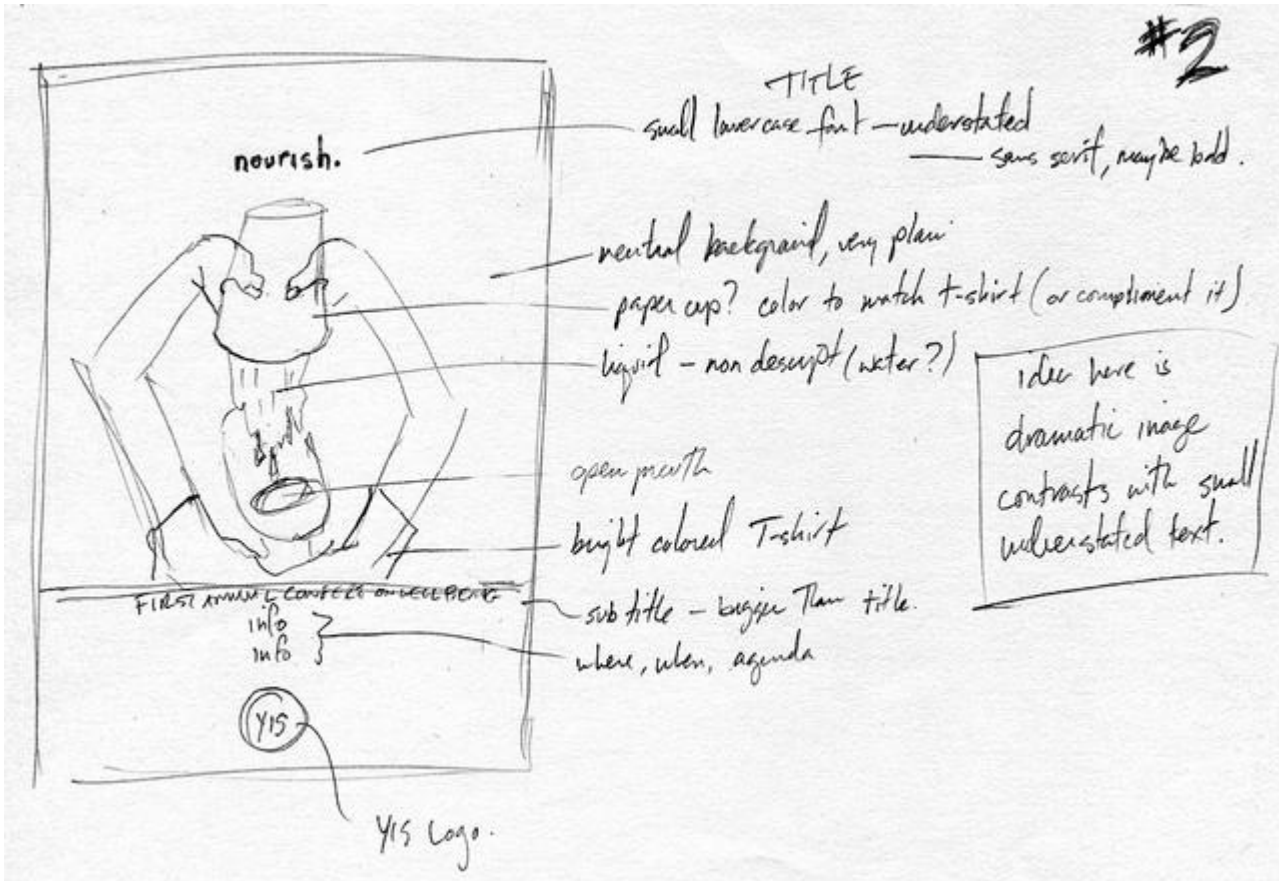 #2
TITLE
small lowercase font — understated
— sans serif, maybe bold.
nourish.
neutral background, very plain
paper cup? color to match t-shirt (or compliment it)
liquid - non descript (water?)
idea here is
dramatic image
contrasts with small
understated text.
open mouth
bright colored T-shirt
FIRST ANNUAL CONFERE ON WELL BEING
sub title - bigger than title.
info
info
where, when, agenda
YIS
YIS Logo.